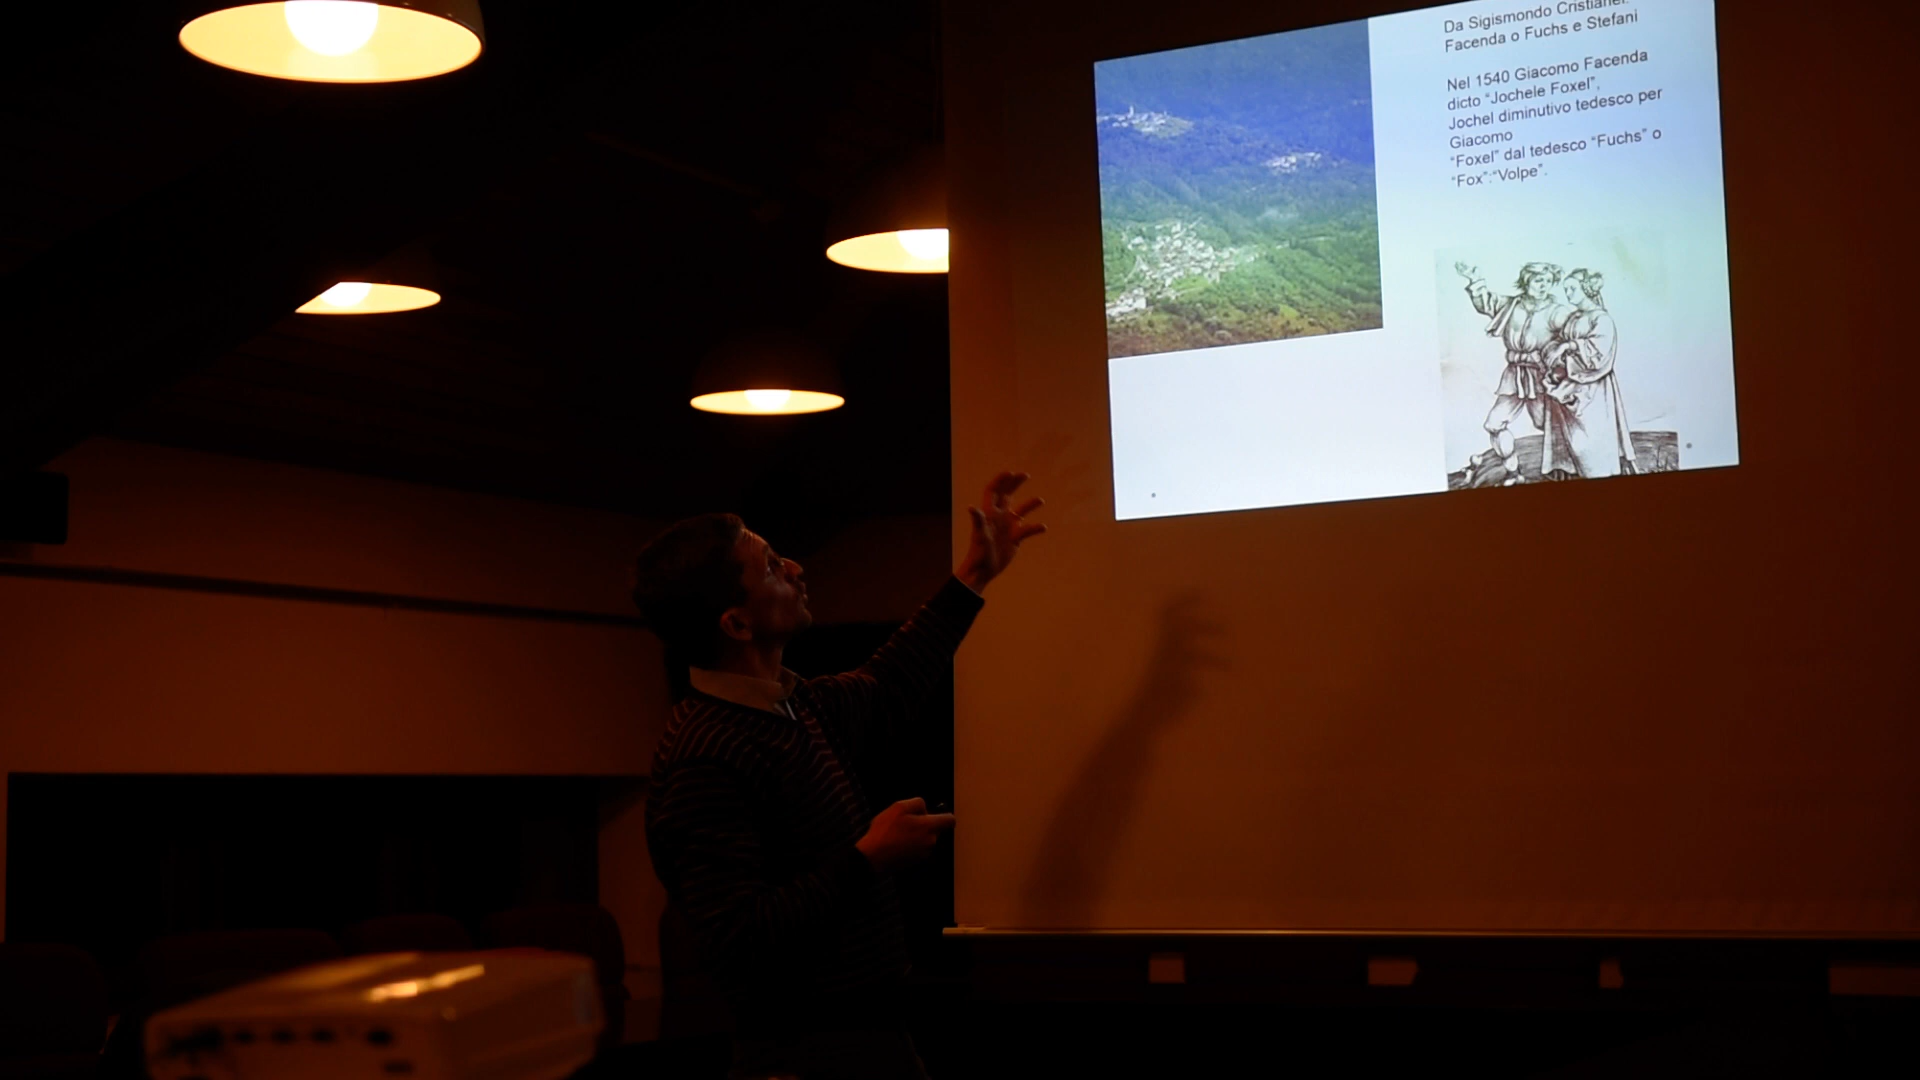 Da Sigismondo Cristianel:
Facenda o Fuchs e Stefani
Nel 1540 Giacomo Facenda
dicto “Jochele Foxel”,
Jochel diminutivo tedesco per
Giacomo
“Foxel” dal tedesco “Fuchs” o
“Fox”:“Volpe”.